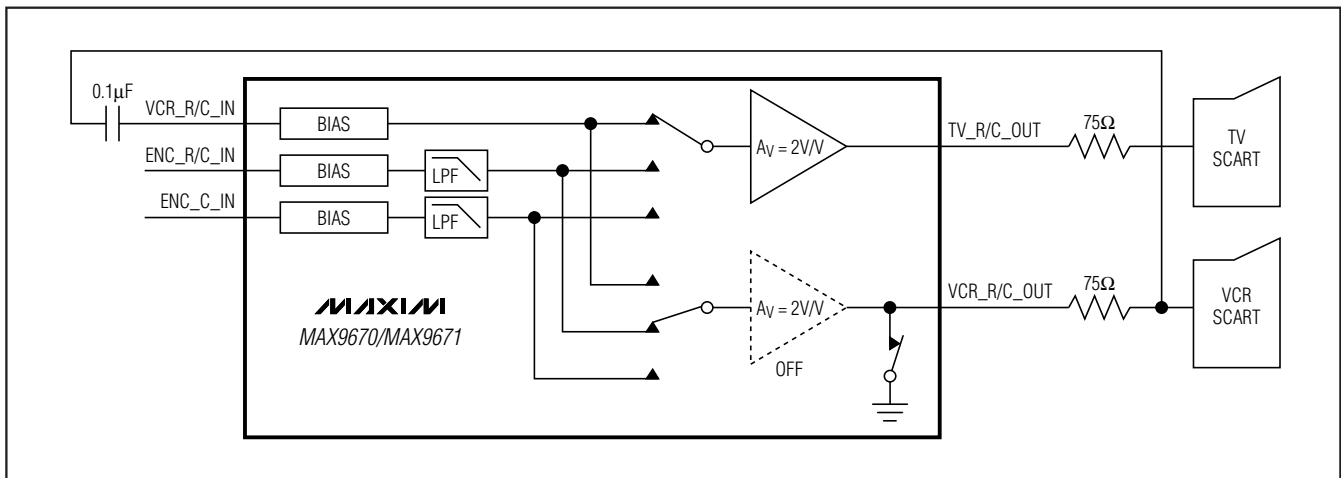 0.1µF
VCR_R/C_IN
BIAS
ENC_R/C_IN
BIAS
LPF
ENC_C_IN
BIAS
LPF
AV = 2V/V
TV_R/C_OUT
75Ω
TV
SCART
MAXIM
MAX9670/MAX9671
AV = 2V/V
OFF
VCR_R/C_OUT
75Ω
VCR
SCART